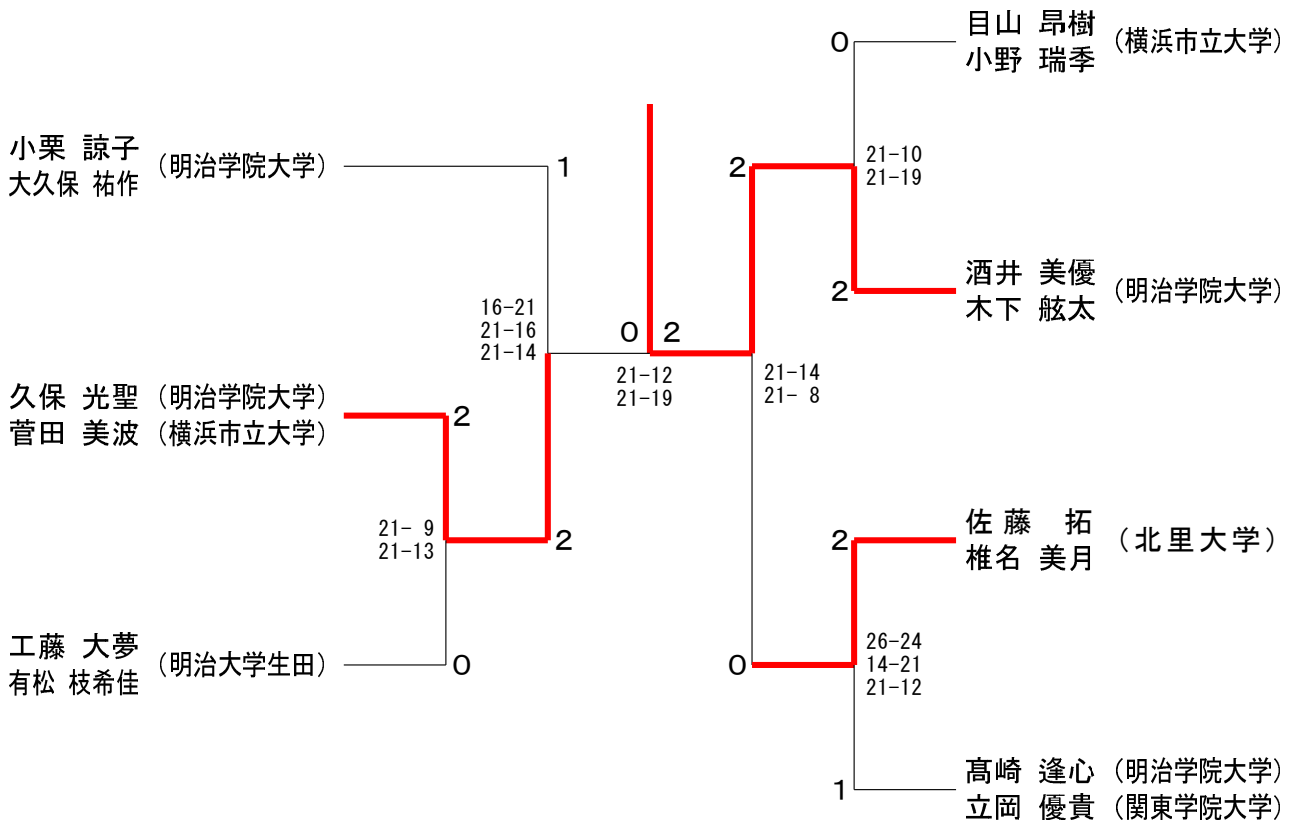 小栗 諒子 （明治学院大学）
大久保 祐作
1
16-21
21-16
21-14
久保 光聖 （明治学院大学）
菅田 美波 （横浜市立大学）
2
21- 9
21-13
2
工藤 大夢 （明治大学生田）
有松 枝希佳
0
0 2
21-12
21-19
目山 昂樹 （横浜市立大学）
小野 瑞季
0
21-10
21-19
2
酒井 美優 （明治学院大学）
木下 舷太
2
21-14
21- 8
佐藤 拓 （北里大学）
椎名 美月
2
26-24
14-21
21-12
0
髙崎 逢心 （明治学院大学）
立岡 優貴 （関東学院大学）
1